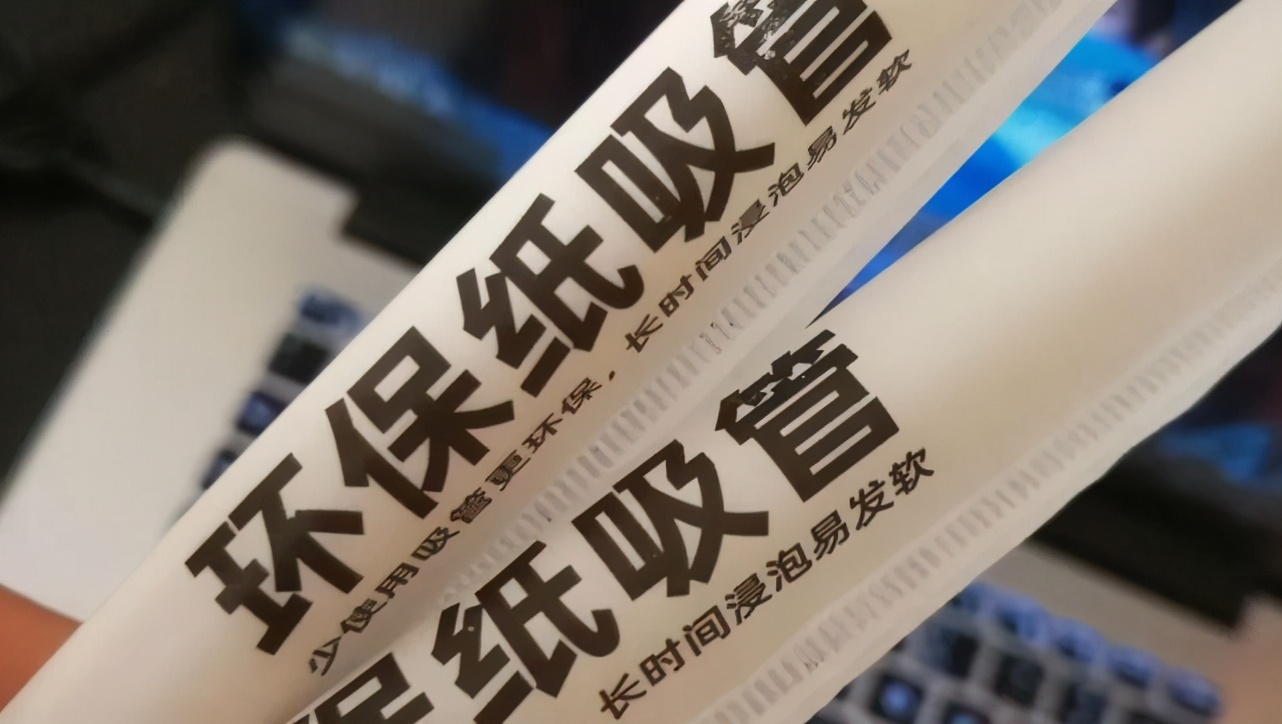 环保纸吸管
少使用吸管更环保，长时间浸泡易发软
保纸吸管
长时间浸泡易发软